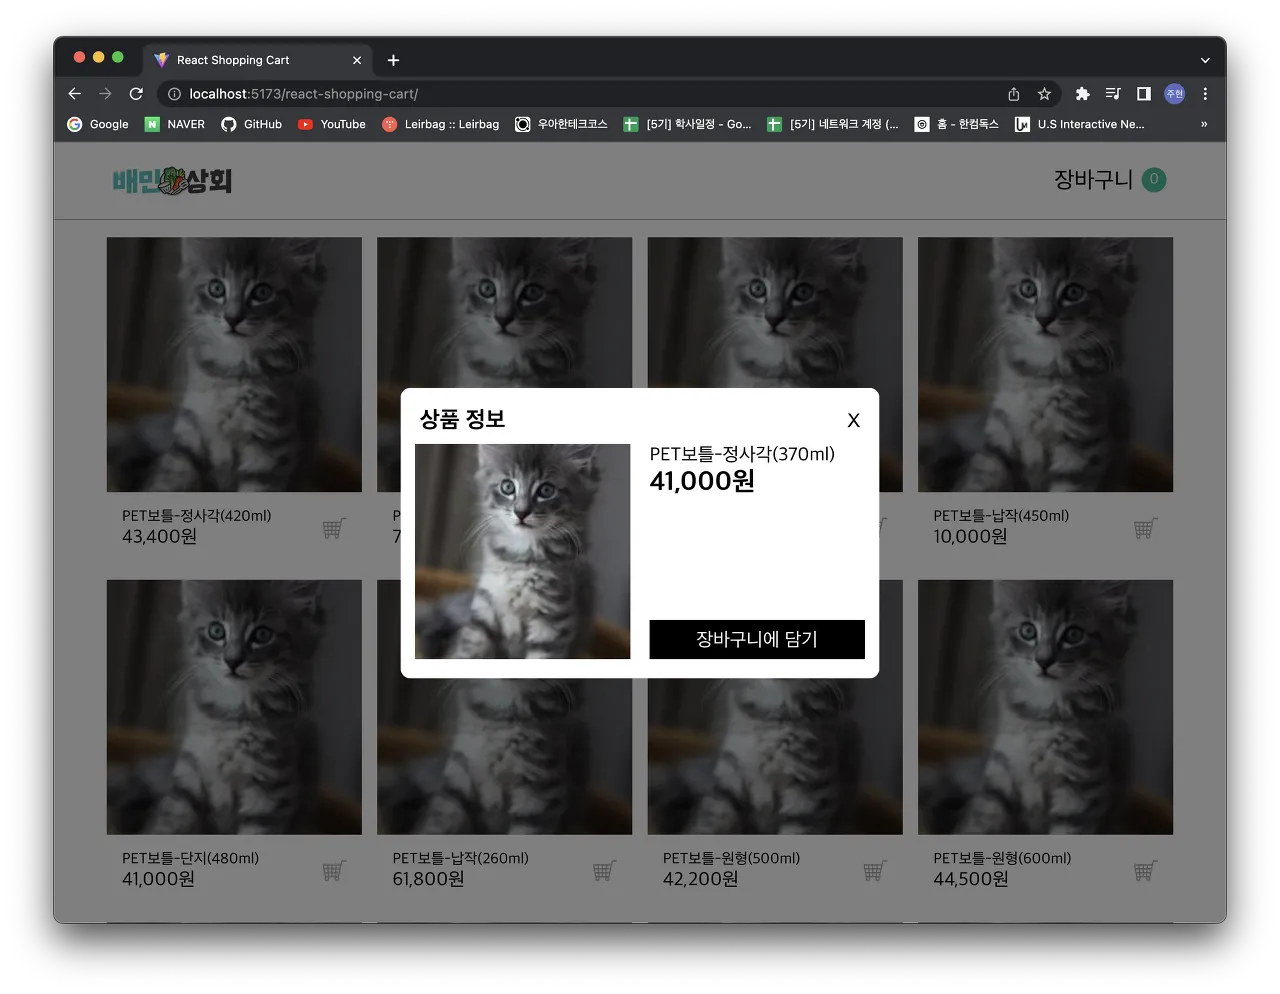 React Shopping Cart
localhost:5173/react-shopping-cart/
주현
Google
NAVER
GitHub
YouTube
Leirbag :: Leirbag
우아한테크코스
[5기] 학사일정 - Go...
[5기] 네트워크 계정 (...
홈 - 한컴독스
U.S Interactive Ne...
»
배민상회
장바구니 0
상품 정보
X
PET보틀-정사각(370ml)
41,000원
장바구니에 담기
PET보틀-정사각(420ml)
43,400원
P
7
PET보틀-납작(450ml)
10,000원
PET보틀-단지(480ml)
41,000원
PET보틀-납작(260ml)
61,800원
PET보틀-원형(500ml)
42,200원
PET보틀-원형(600ml)
44,500원